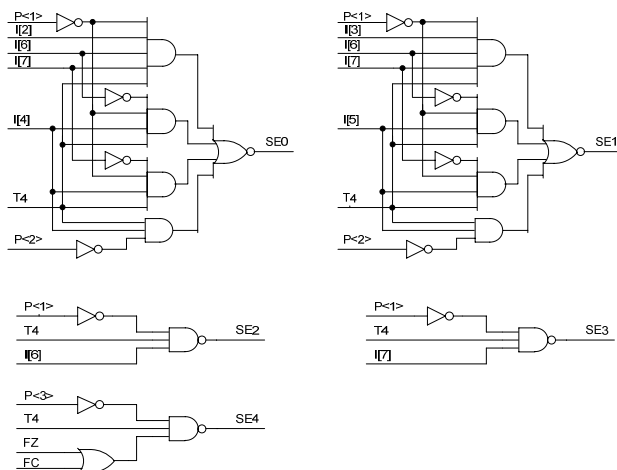 P<1>
I[2]
I[6]
I[7]
I[4]
T4
P<2>
SE0
P<1>
I[3]
I[6]
I[7]
I[5]
T4
P<2>
SE1
P<1>
T4
I[6]
SE2
P<1>
T4
I[7]
SE3
P<3>
T4
FZ
FC
SE4